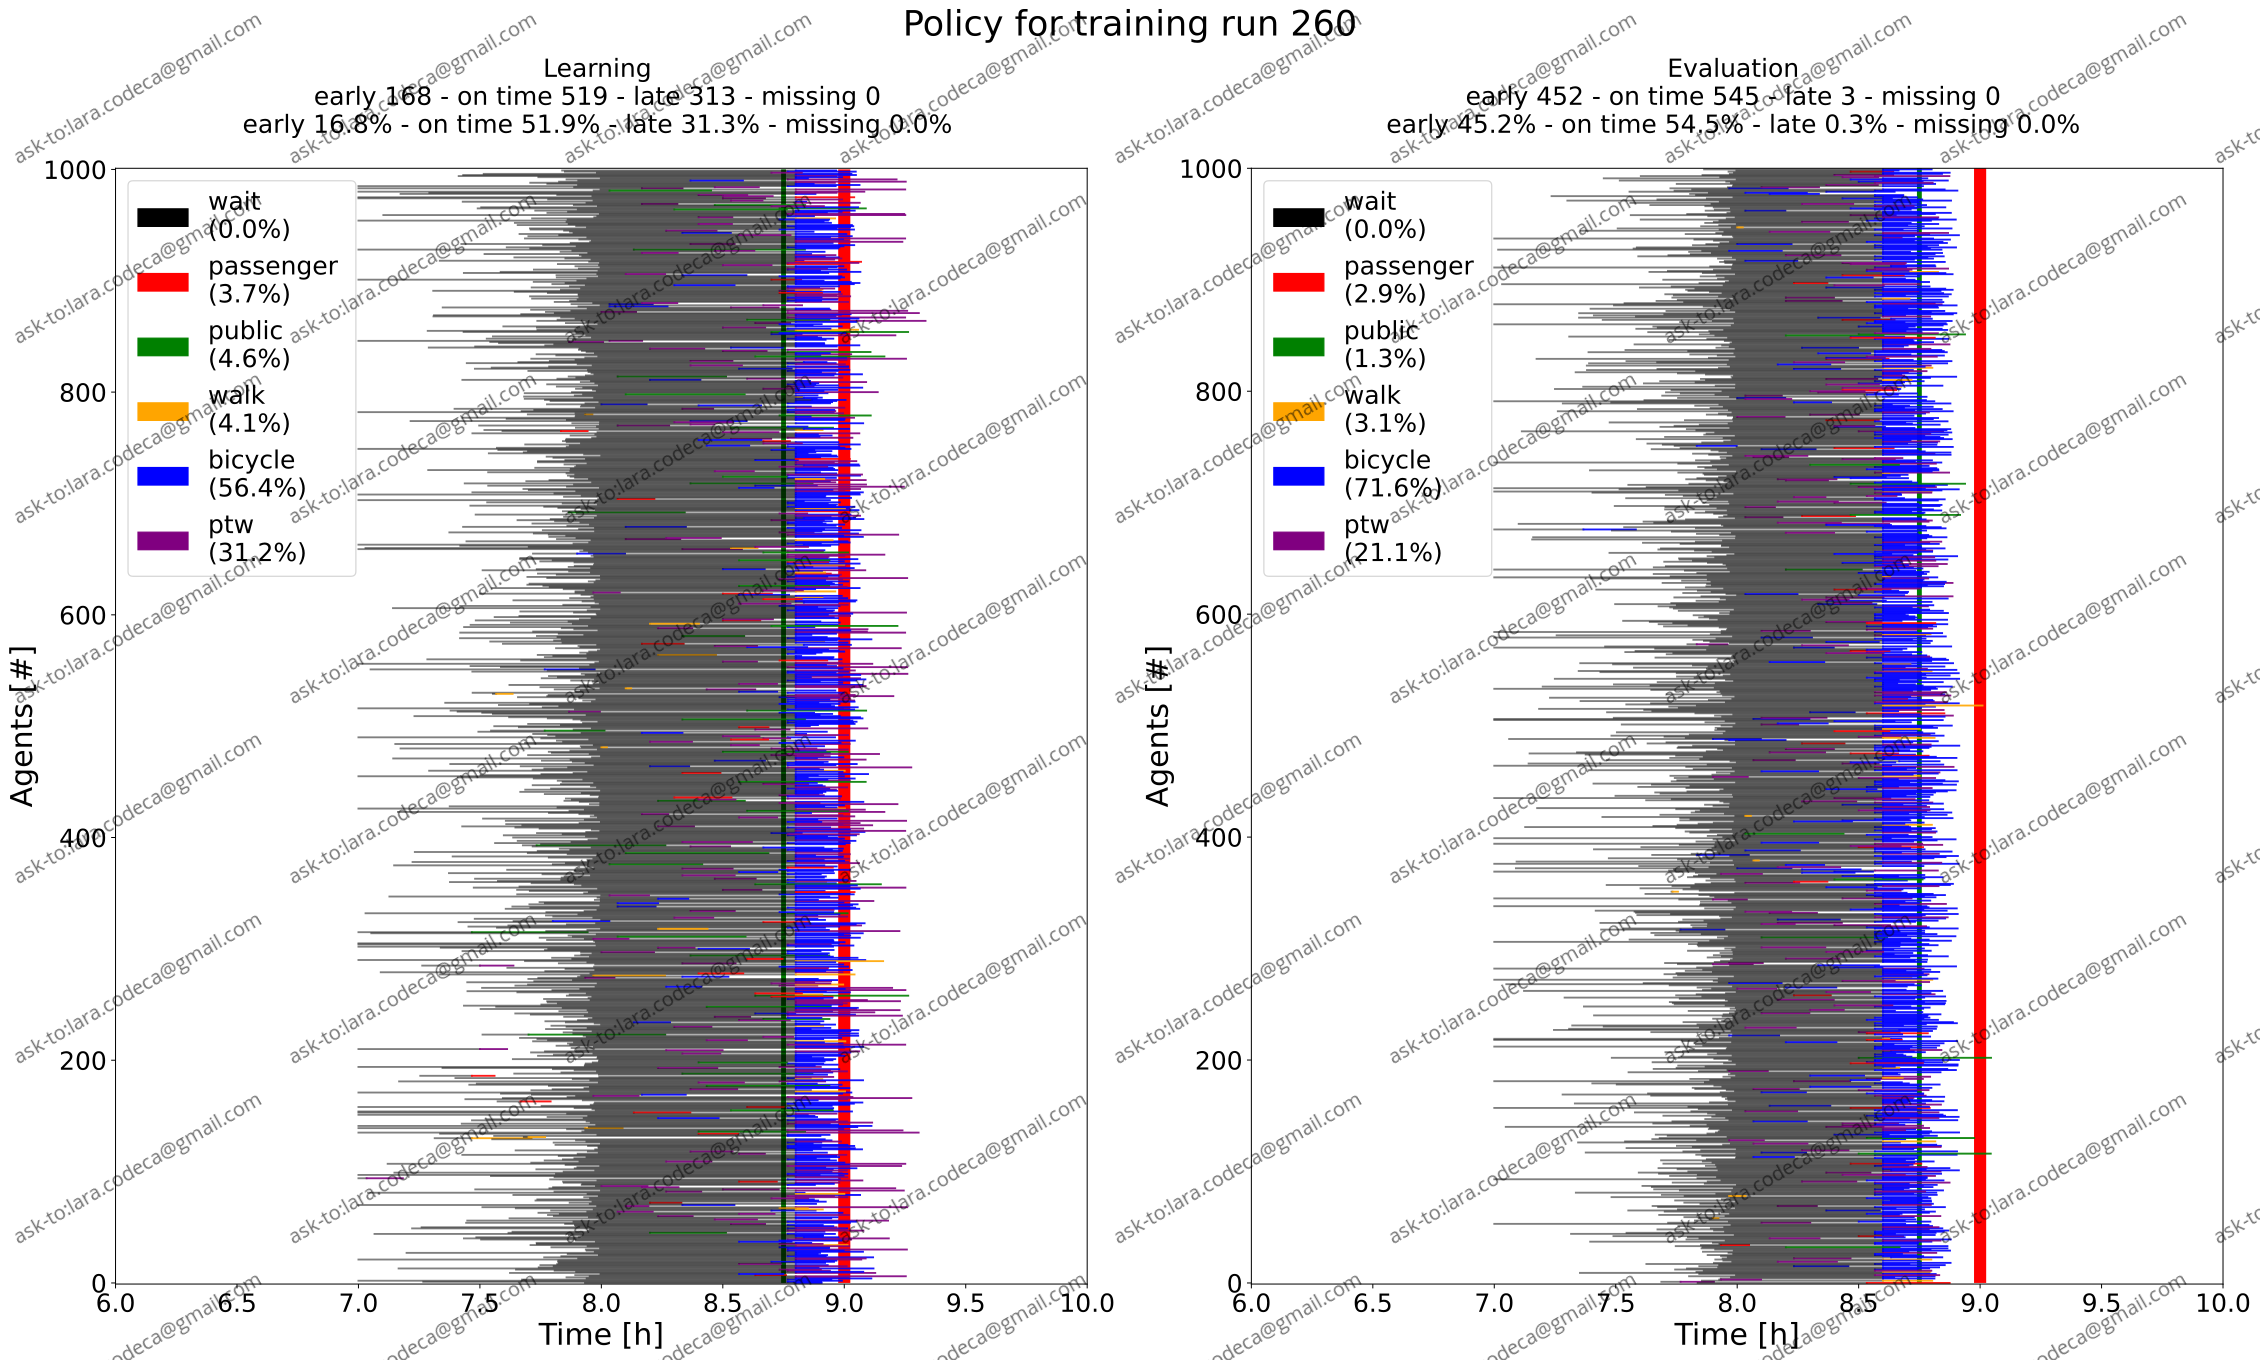 Policy for training run 260
Learning
early 168 - on time 519 - late 313 - missing 0
early 16.8% - on time 51.9% - late 31.3% - missing 0.0%
1000
800
600
400
200
0
Agents [#]
wait
(0.0%)
passenger
(3.7%)
public
(4.6%)
walk
(4.1%)
bicycle
(56.4%)
ptw
(31.2%)
6.0 6.5 7.0 7.5 8.0 8.5 9.0 9.5 10.0
Time [h]
Evaluation
early 452 - on time 545 - late 3 - missing 0
early 45.2% - on time 54.5% - late 0.3% - missing 0.0%
1000
800
600
400
200
0
Agents [#]
wait
(0.0%)
passenger
(2.9%)
public
(1.3%)
walk
(3.1%)
bicycle
(71.6%)
ptw
(21.1%)
6.0 6.5 7.0 7.5 8.0 8.5 9.0 9.5 10.0
Time [h]
ask-to:lara.codeca@gmail.com